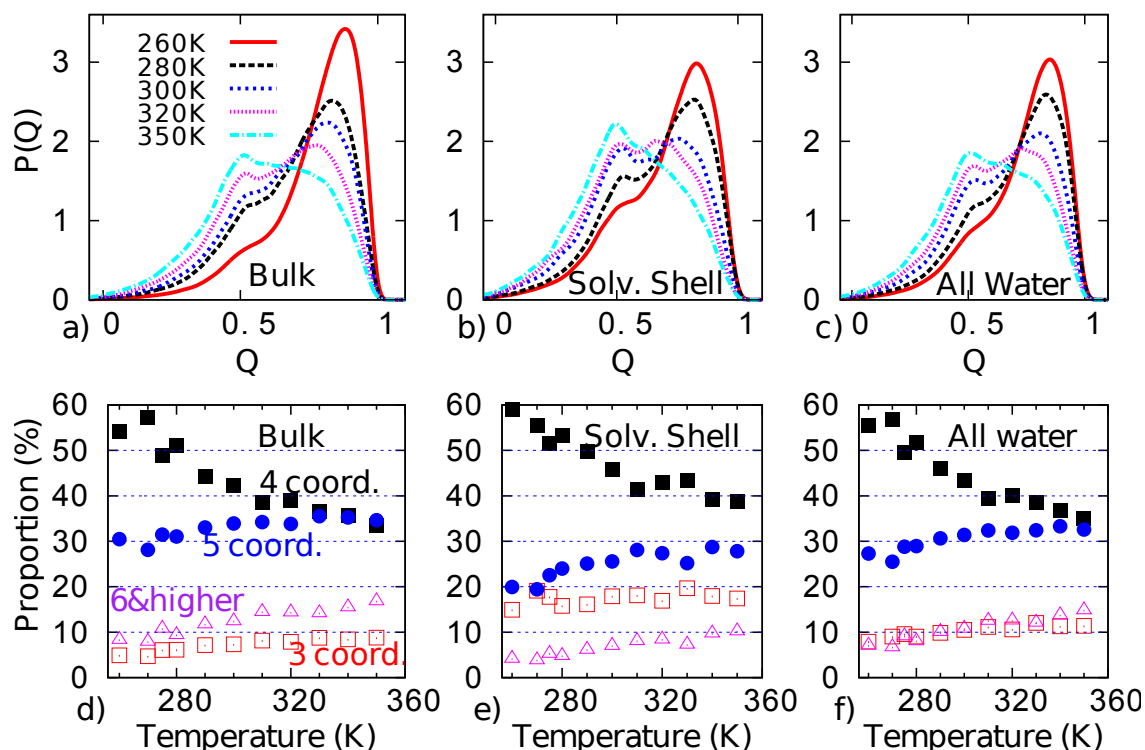 P(Q)
3
2
1
0
260K
280K
300K
320K
350K
Bulk
a)
0
0.5
1
Q
3
2
1
0
Solv. Shell
b)
0
0. 5
1
Q
3
2
1
0
All Water
c)
0
0. 5
1
Q
Proportion (%)
60
50
40
30
20
10
0
Bulk
4 coord.
5 coord.
6&higher
3 coord.
d)
280
320
360
Temperature (K)
60
50
40
30
20
10
0
Solv. Shell
e)
280
320
360
Temperature (K)
60
50
40
30
20
10
0
All water
f)
280
320
360
Temperature (K)